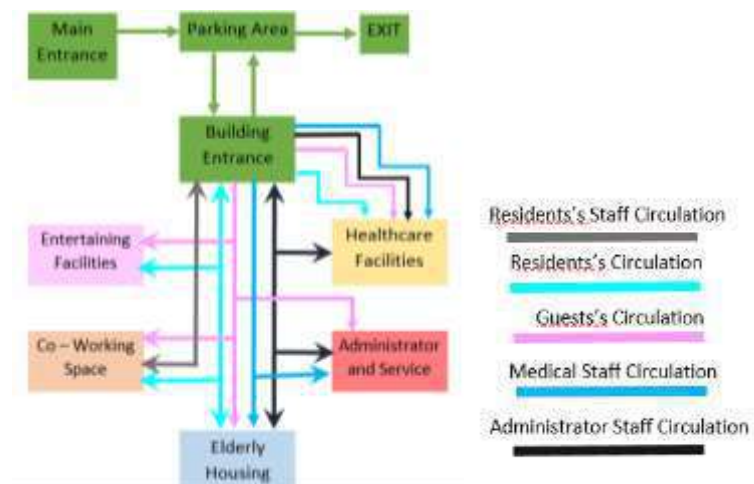 Main
Entrance
Parking Area
EXIT
Building
Entrance
Entertaining
Facilities
Healthcare
Facilities
Co – Working
Space
Administrator
and Service
Elderly
Housing
Residents's Staff Circulation
Residents's Circulation
Guests's Circulation
Medical Staff Circulation
Administrator Staff Circulation